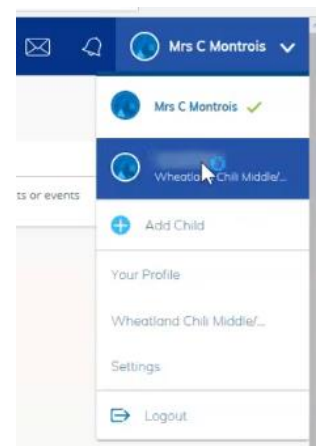 Mrs C Montrois
Mrs C Montrois
Wheatland Chili Middle/...
ts or events
Add Child
Your Profile
Wheatland Chili Middle/...
Settings
Logout